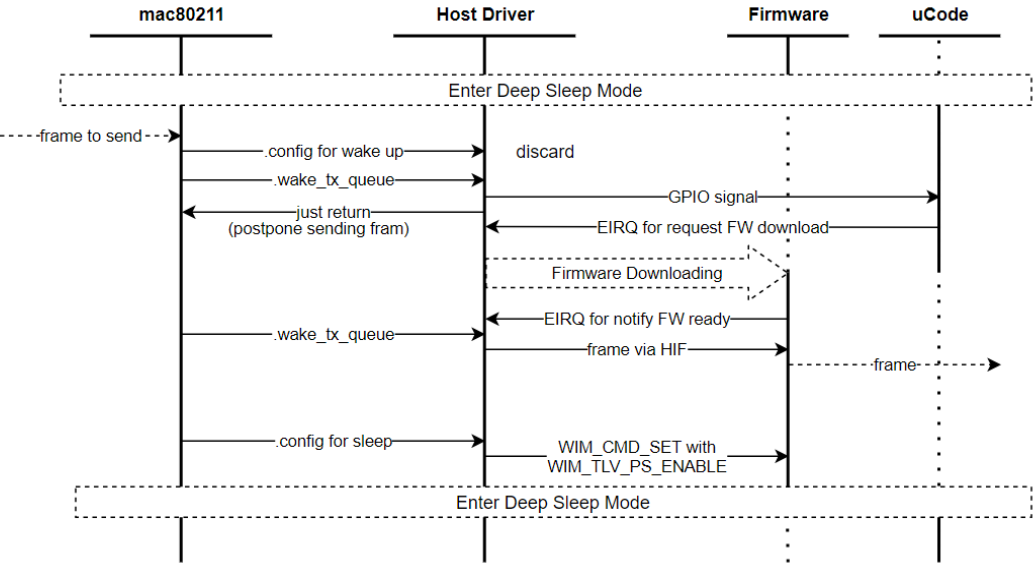 mac80211
Host Driver
Firmware
uCode
Enter Deep Sleep Mode
frame to send
.config for wake up
discard
.wake_tx_queue
GPIO signal
just return
(postpone sending fram)
EIRQ for request FW download
Firmware Downloading
EIRQ for notify FW ready
.wake_tx_queue
frame via HIF
frame
.config for sleep
WIM_CMD_SET with
WIM_TLV_PS_ENABLE
Enter Deep Sleep Mode